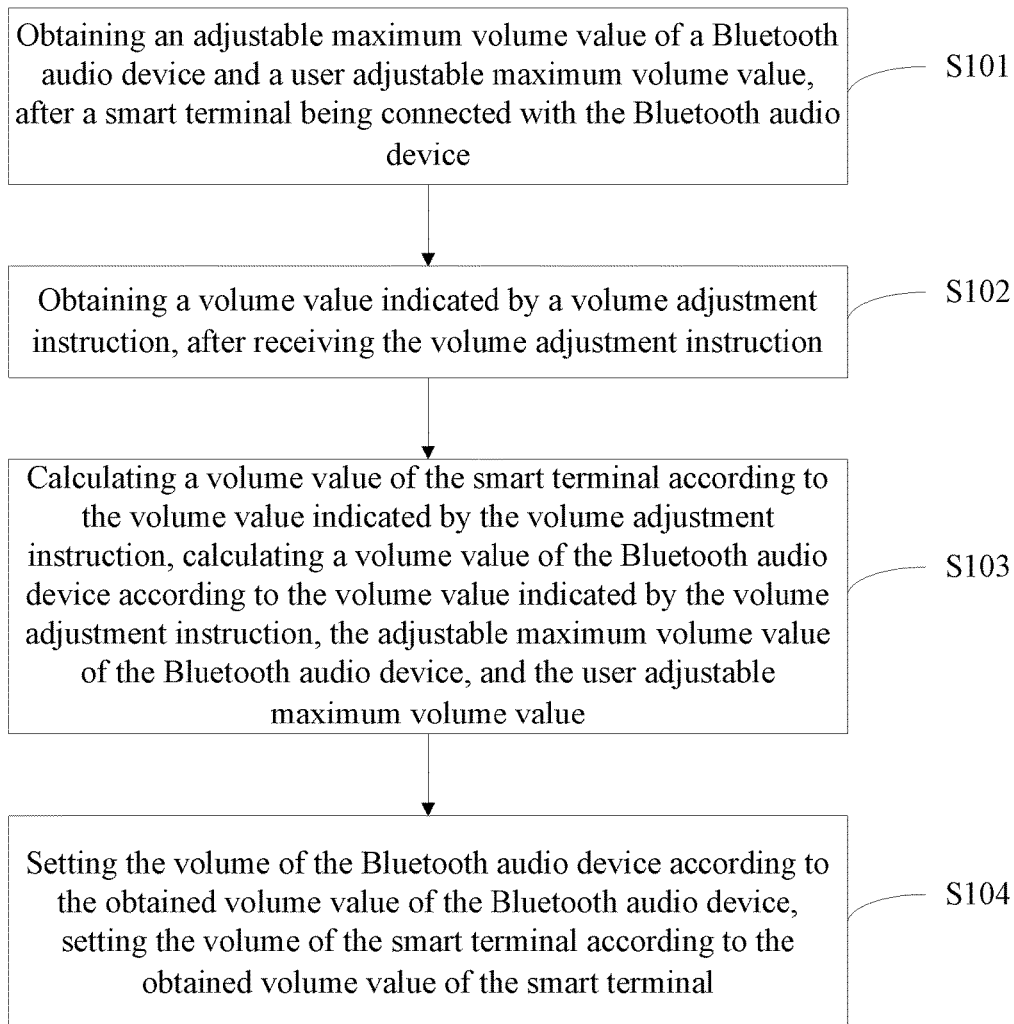 Obtaining an adjustable maximum volume value of a Bluetooth
audio device and a user adjustable maximum volume value,
after a smart terminal being connected with the Bluetooth audio
device
S101
Obtaining a volume value indicated by a volume adjustment
instruction, after receiving the volume adjustment instruction
S102
Calculating a volume value of the smart terminal according to
the volume value indicated by the volume adjustment
instruction, calculating a volume value of the Bluetooth audio
device according to the volume value indicated by the volume
adjustment instruction, the adjustable maximum volume value
of the Bluetooth audio device, and the user adjustable
maximum volume value
S103
Setting the volume of the Bluetooth audio device according to
the obtained volume value of the Bluetooth audio device,
setting the volume of the smart terminal according to the
obtained volume value of the smart terminal
S104